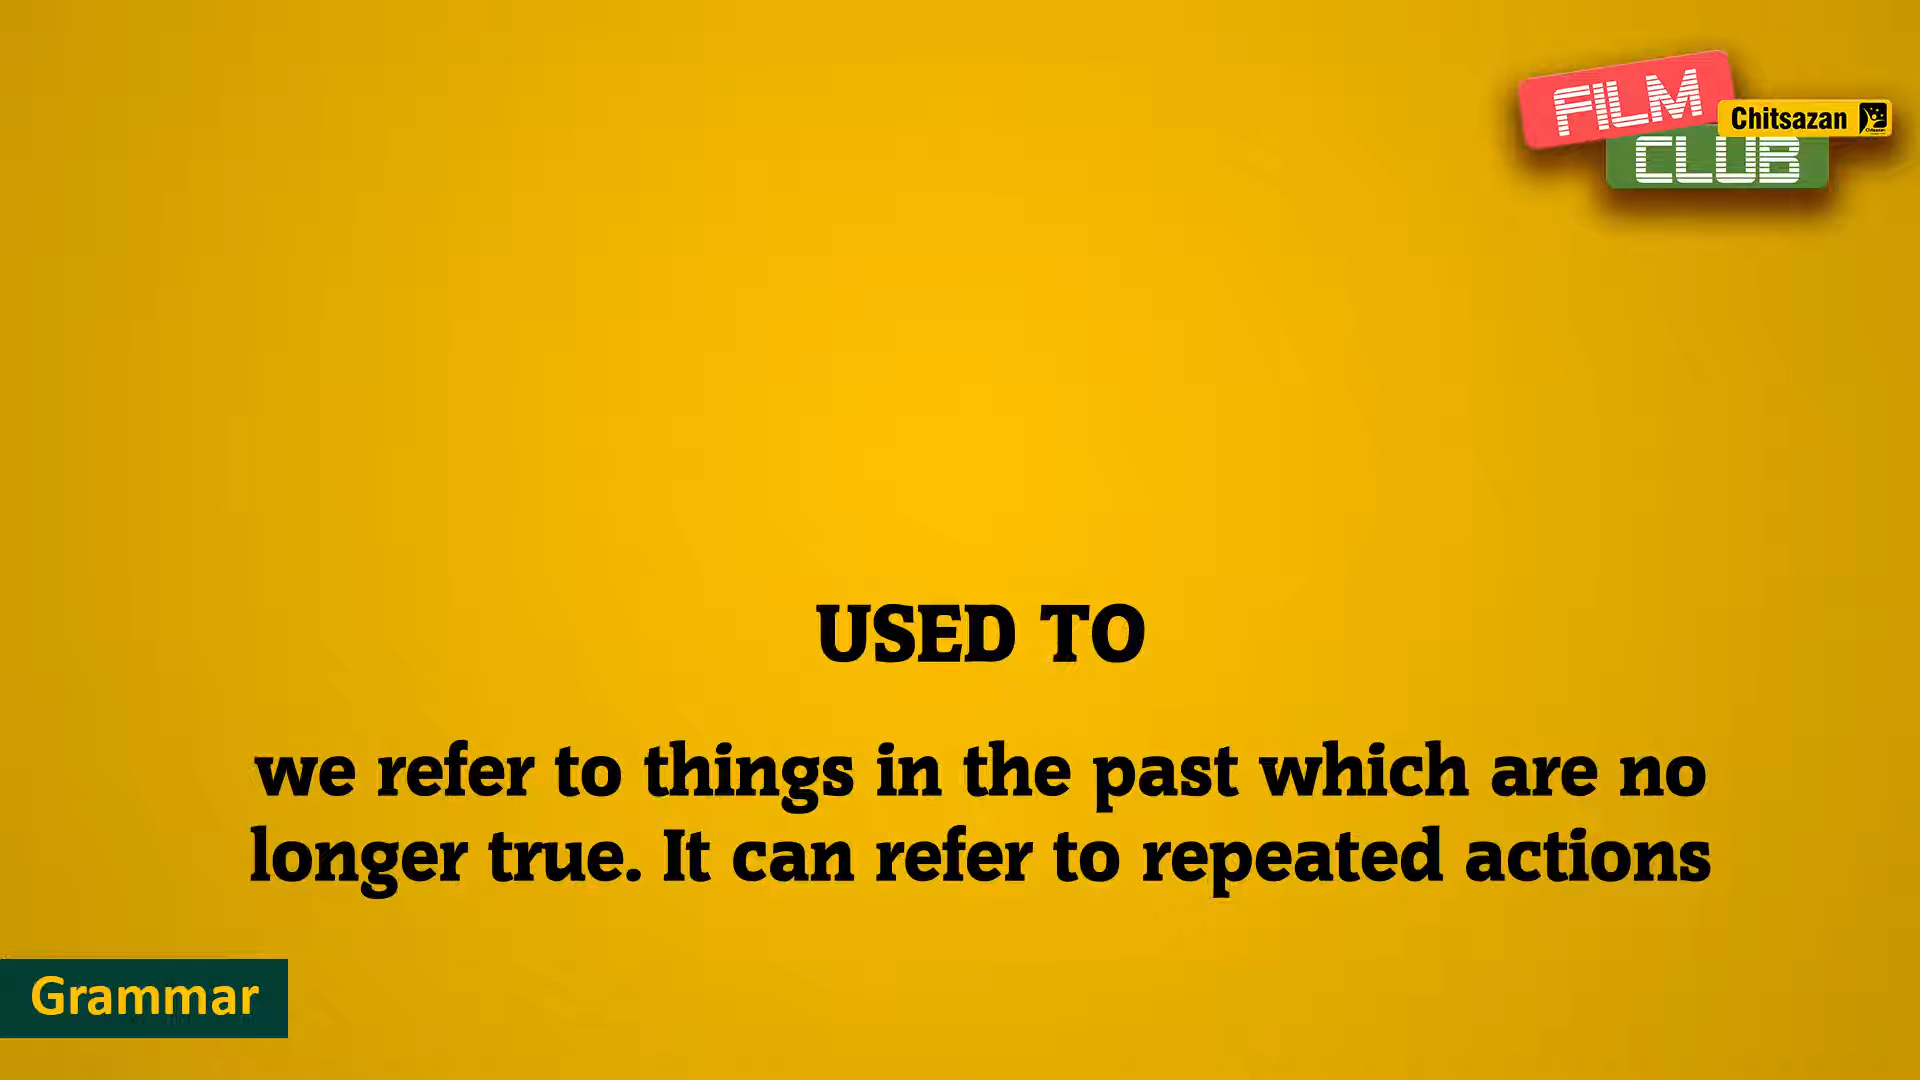 FILM
Chitsazan
CLUB
USED TO
we refer to things in the past which are no
longer true. It can refer to repeated actions
Grammar